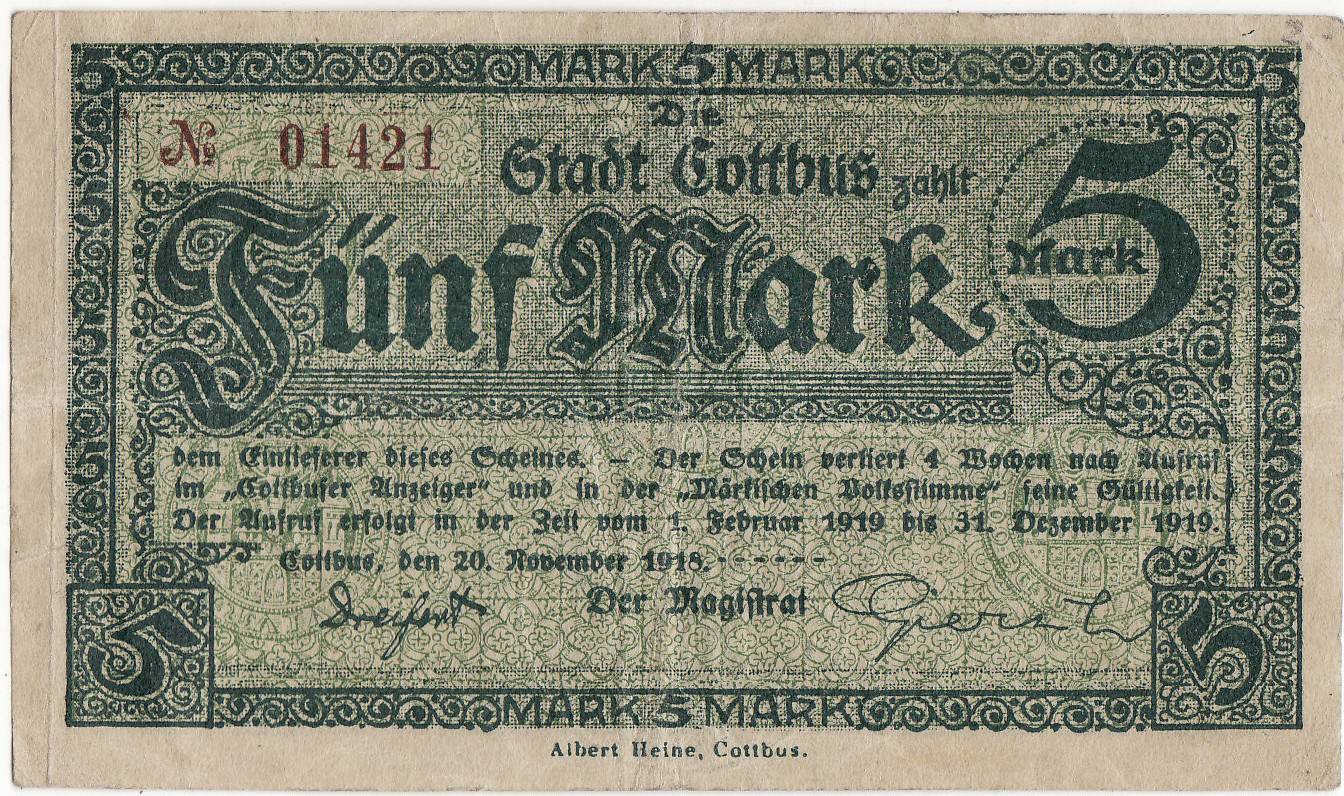 MARK 5 MARK
№ 01421
Die
Stadt Cottbus zahlt
Fünf Mark
5
Mark
dem Einlieferer dieses Scheines. — Der Schein verliert 4 Wochen nach Aufruf
im „Cottbuser Anzeiger“ und in der „Märkischen Volksstimme“ seine Gültigkeit.
Der Aufruf erfolgt in der Zeit vom 1. Februar 1919 bis 31. Dezember 1919.
Cottbus, den 20. November 1918.------
Der Magistrat
Dreifert
5
5
MARK 5 MARK
Albert Heine, Cottbus.